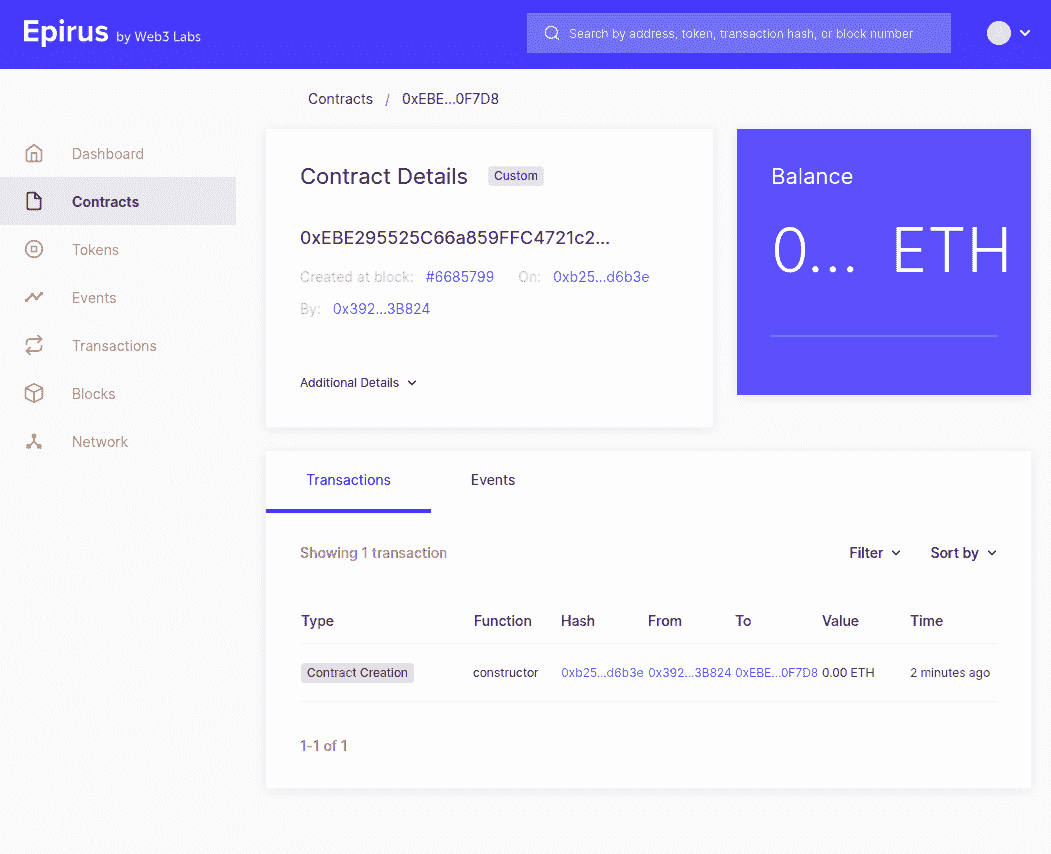 Epirus by Web3 Labs
Search by address, token, transaction hash, or block number
Contracts / 0xEBE...0F7D8
Dashboard
Contracts
Tokens
Events
Transactions
Blocks
Network
Contract Details Custom
0xEBE295525C66a859FFC4721c2...
Created at block: #6685799 On: 0xb25...d6b3e
By: 0x392...3B824
Additional Details
Balance
0... ETH
Transactions Events
Showing 1 transaction
Filter Sort by
Type Function Hash From To Value Time
Contract Creation constructor 0xb25...d6b3e 0x392...3B824 0xEBE...0F7D8 0.00 ETH 2 minutes ago
1-1 of 1